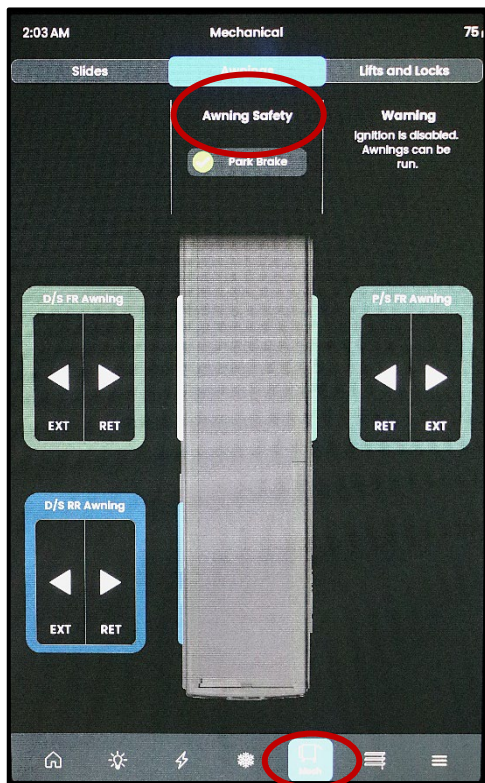 2:03 AM Mechanical 75
Slides Awnings Lifts and Locks
Awning Safety
Park Brake
Warning
Ignition is disabled.
Awnings can be
run.
D/S FR Awning
EXT RET
P/S FR Awning
RET EXT
D/S RR Awning
EXT RET